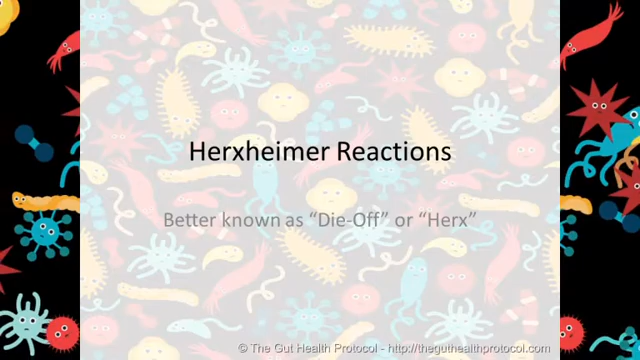 Herxheimer Reactions
Better known as “Die-Off” or “Herx”
© The Gut Health Protocol - http://theguthealthprotocol.com